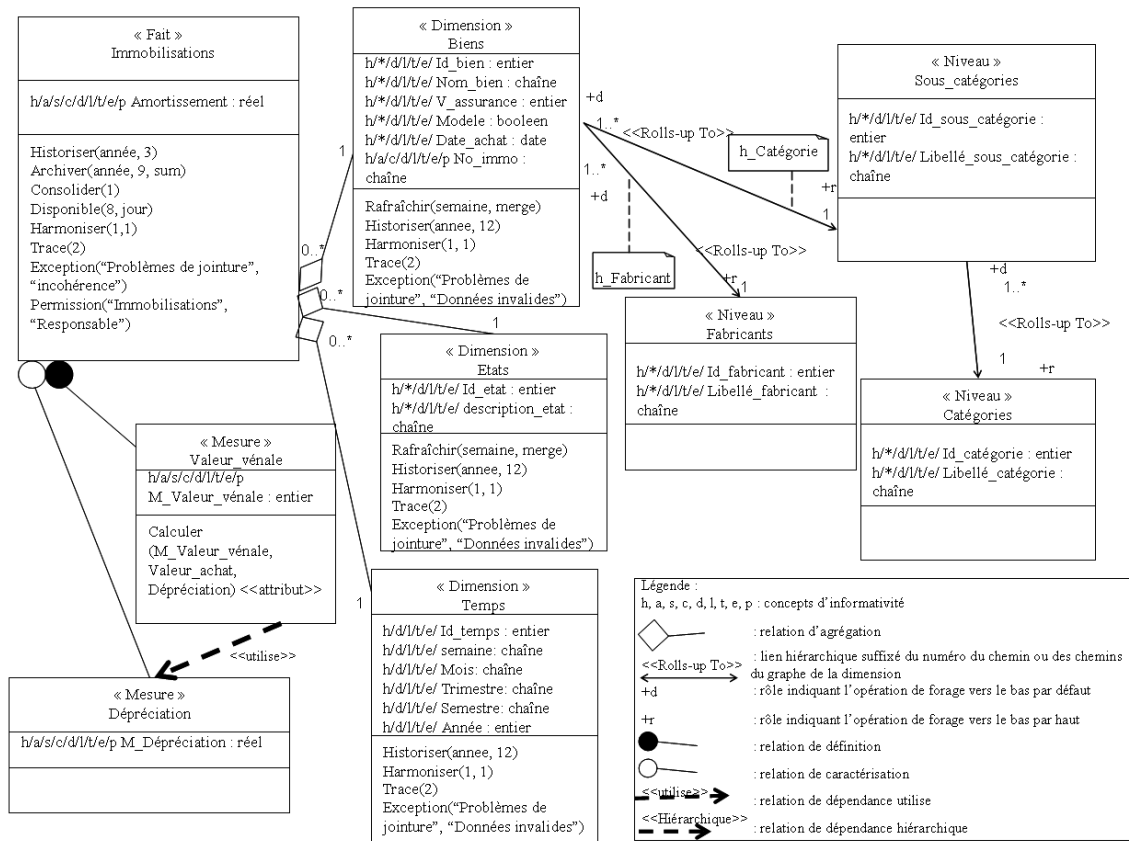 « Fait »
Immobilisations
h/a/s/c/d/l/t/e/p Amortissement : réel
Historiser(année, 3)
Archiver(année, 9, sum)
Consolider(1)
Disponible(8, jour)
Harmoniser(1,1)
Trace(2)
Exception("Problèmes de jointure",
"incohérence")
Permission("Immobilisations",
"Responsable")
« Dimension »
Biens
h/*/d/l/t/e/ Id_bien : entier
h/*/d/l/t/e/ Nom_bien : chaîne
h/*/d/l/t/e/ V_assurance : entier
h/*/d/l/t/e/ Modele : booleen
h/*/d/l/t/e/ Date_achat : date
h/a/c/d/l/t/e/p No_immo :
chaîne
Rafraîchir(semaine, merge)
Historiser(annee, 12)
Harmoniser(1, 1)
Trace(2)
Exception("Problèmes de
jointure", "Données invalides")
1
0..*
0..*
1
0..*
1
+d
1..*
<<Rolls-up To>>
h_Catégorie
+r
1
1..*
+d
h_Fabricant
<<Rolls-up To>>
+r
1
« Niveau »
Sous_catégories
h/*/d/l/t/e/ Id_sous_catégorie :
entier
h/*/d/l/t/e/ Libellé_sous_catégorie :
chaîne
+d
1..*
<<Rolls-up To>>
1
+r
« Niveau »
Fabricants
h/*/d/l/t/e/ Id_fabricant : entier
h/*/d/l/t/e/ Libellé_fabricant :
chaîne
« Niveau »
Catégories
h/*/d/l/t/e/ Id_catégorie : entier
h/*/d/l/t/e/ Libellé_catégorie :
chaîne
« Dimension »
Etats
h/*/d/l/t/e/ Id_etat : entier
h/*/d/l/t/e/ description_etat :
chaîne
Rafraîchir(semaine, merge)
Historiser(annee, 12)
Harmoniser(1, 1)
Trace(2)
Exception("Problèmes de
jointure", "Données invalides")
« Mesure »
Valeur_vénale
h/a/s/c/d/l/t/e/p
M_Valeur_vénale : entier
Calculer
(M_Valeur_vénale,
Valeur_achat,
Dépréciation) <<attribut>>
<<utilise>>
« Mesure »
Dépréciation
h/a/s/c/d/l/t/e/p M_Dépréciation : réel
« Dimension »
Temps
h/d/l/t/e/ Id_temps : entier
h/d/l/t/e/ semaine: chaîne
h/d/l/t/e/ Mois: chaîne
h/d/l/t/e/ Trimestre: chaîne
h/d/l/t/e/ Semestre: chaîne
h/d/l/t/e/ Année : entier
Historiser(annee, 12)
Harmoniser(1, 1)
Trace(2)
Exception("Problèmes de
jointure", "Données invalides")
Légende :
h, a, s, c, d, l, t, e, p : concepts d'informativité
: relation d'agrégation
<<Rolls-up To>> : lien hiérarchique suffixé du numéro du chemin ou des chemins
du graphe de la dimension
+d : rôle indiquant l'opération de forage vers le bas par défaut
+r : rôle indiquant l'opération de forage vers le bas par haut
: relation de définition
: relation de caractérisation
<<utilise>> : relation de dépendance utilise
<<Hiérarchique>> : relation de dépendance hiérarchique